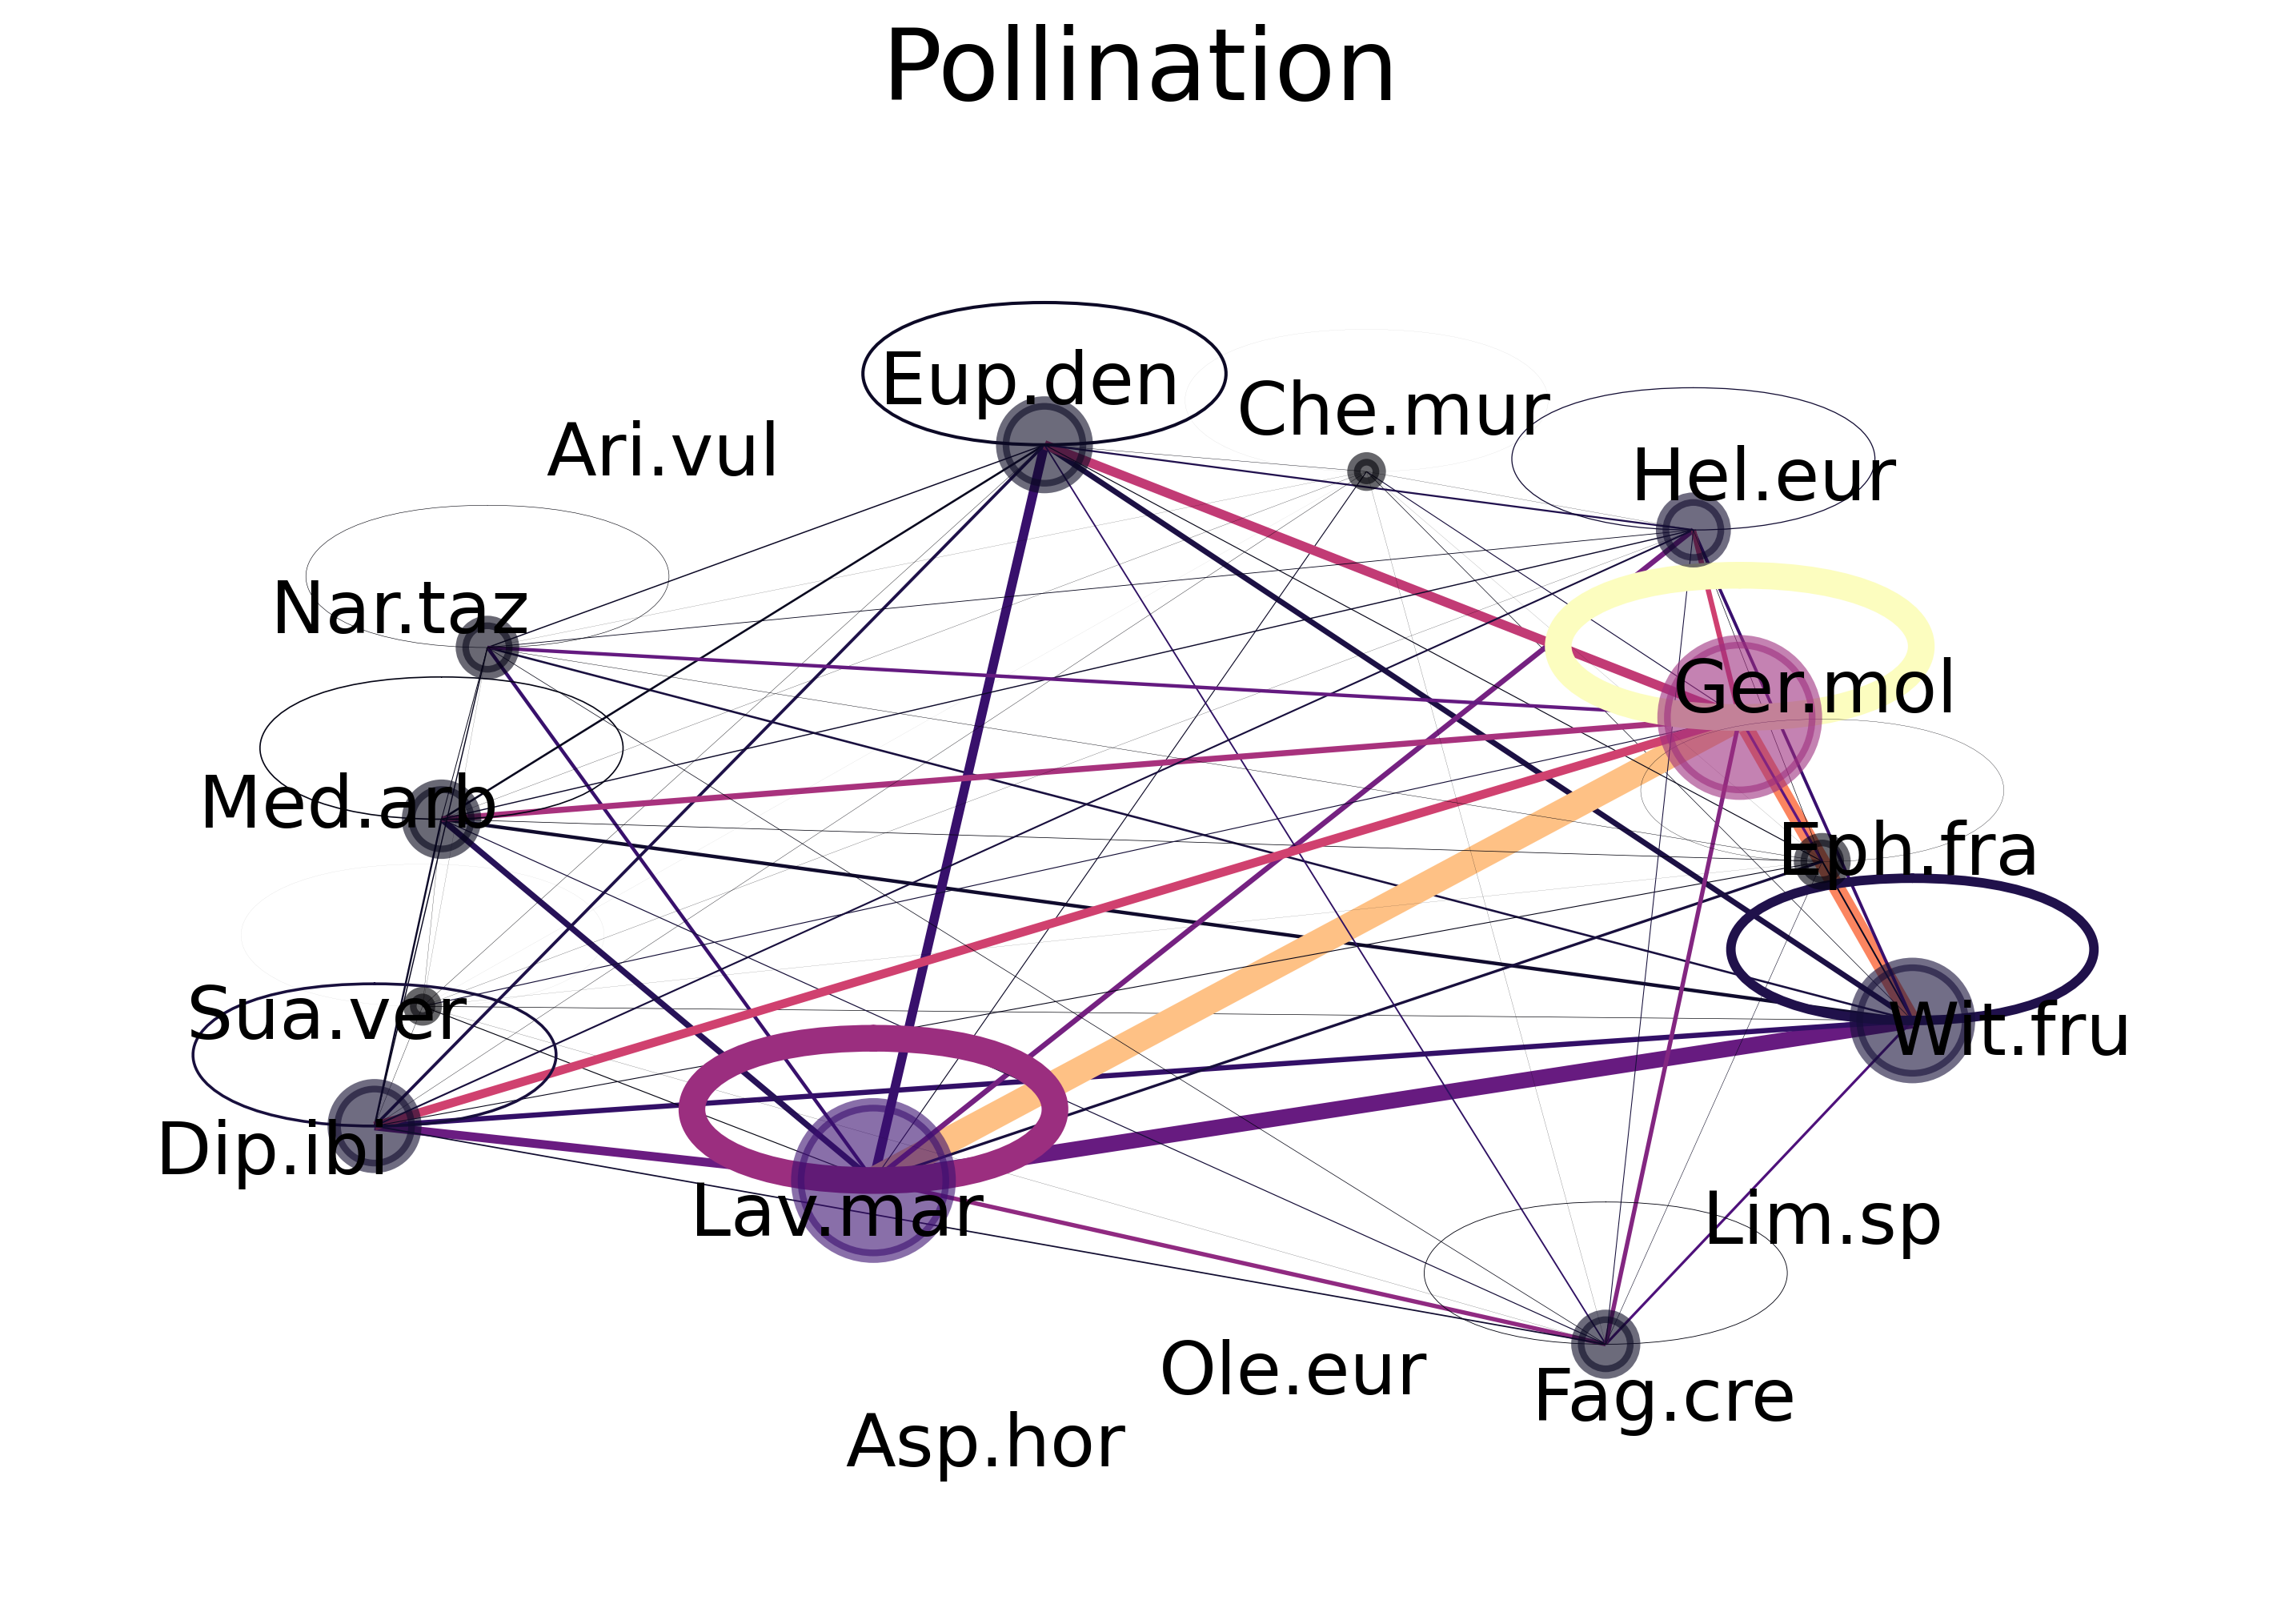 Pollination
Eup.den
Che.mur
Ari.vul
Hel.eur
Nar.taz
Ger.mol
Med.arb
Eph.fra
Sua.ver
Wit.fru
Dip.ibi
Lav.mar
Lim.sp
Ole.eur
Fag.cre
Asp.hor